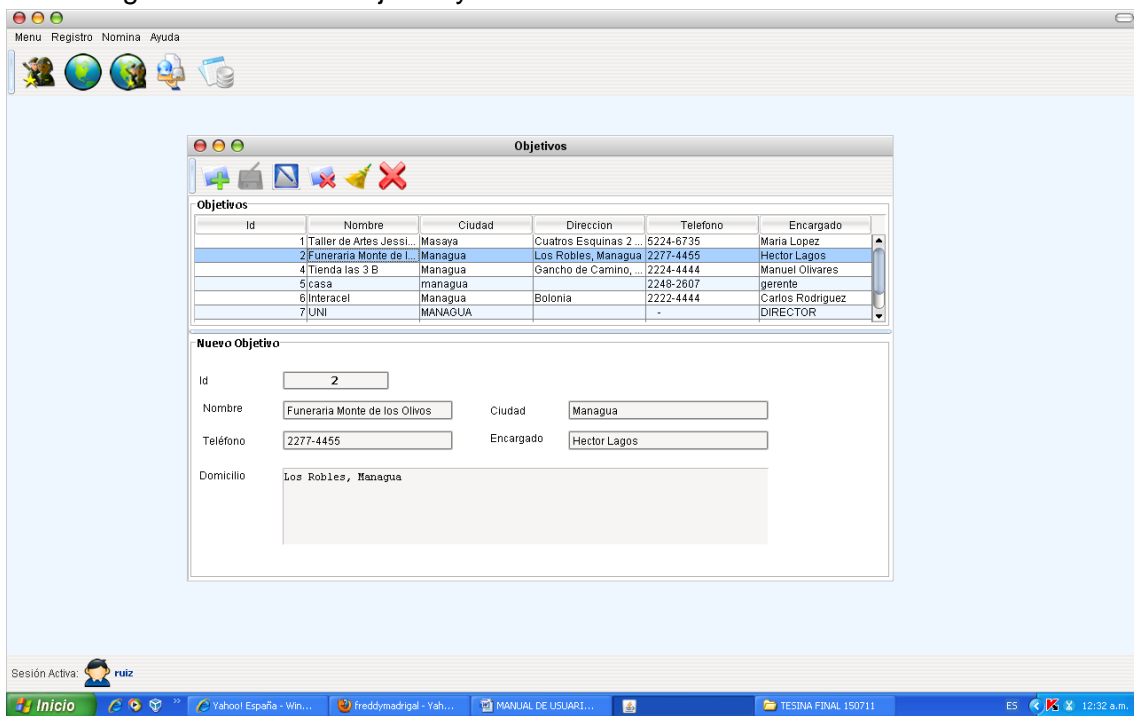 Menu Registro Nomina Ayuda
Objetivos
Objetivos
Id Nombre Ciudad Direccion Telefono Encargado
1 Taller de Artes Jessi... Masaya Cuatros Esquinas 2 ... 5224-6735 Maria Lopez
2 Funeraria Monte de l... Managua Los Robles, Managua 2277-4455 Hector Lagos
4 Tienda las 3 B Managua Gancho de Camino, ... 2224-4444 Manuel Olivares
5 casa managua 2248-2607 gerente
6 Interacel Managua Bolonia 2222-4444 Carlos Rodriguez
7 UNI MANAGUA - DIRECTOR
Nuevo Objetivo
Id 2
Nombre Funeraria Monte de los Olivos Ciudad Managua
Teléfono 2277-4455 Encargado Hector Lagos
Domicilio Los Robles, Managua
Sesión Activa: ruiz
Inicio Yahoo! España - Win... freddymadrigal - Yah... MANUAL DE USUARI... TESINA FINAL 150711 ES 12:32 a.m.